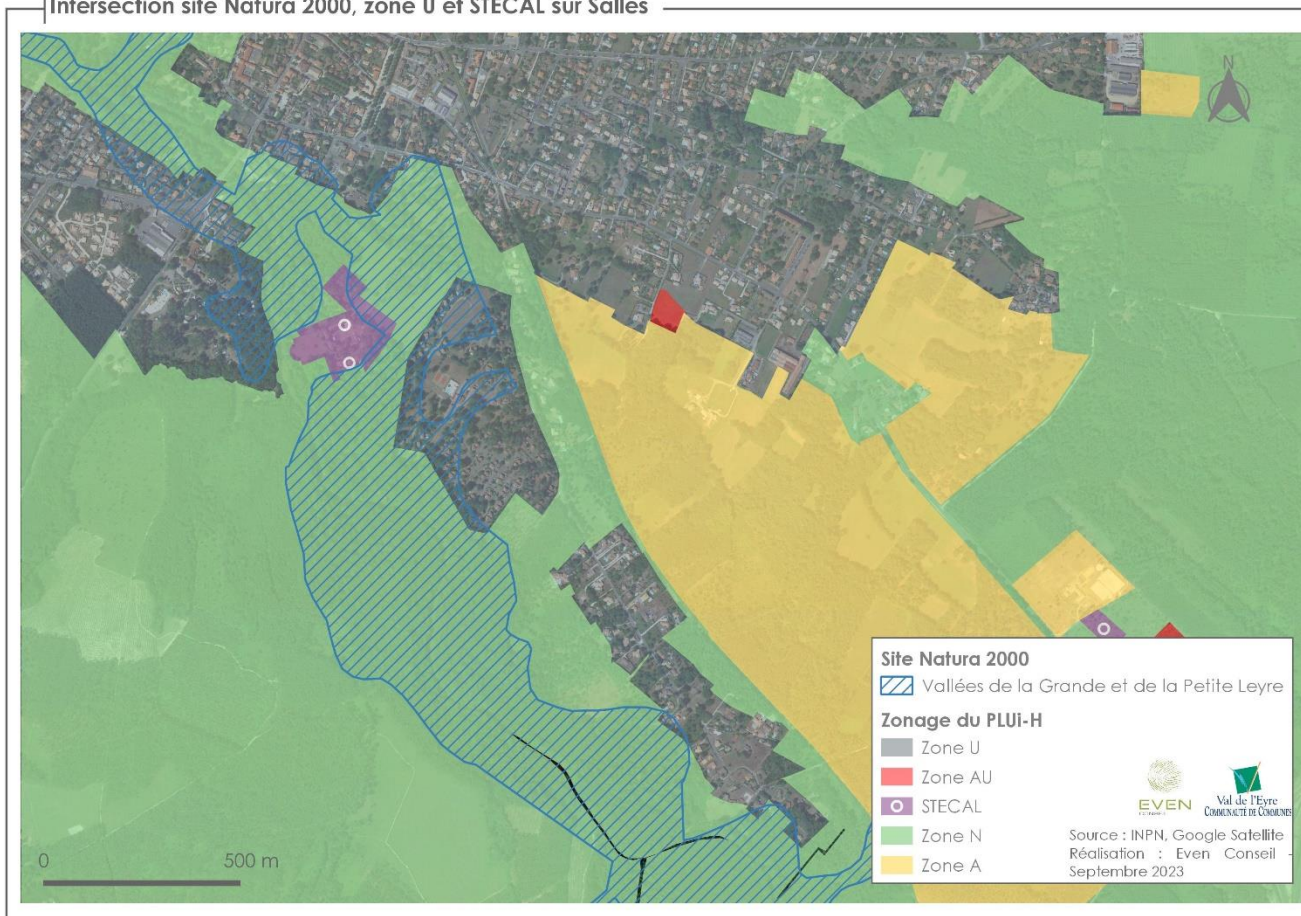 Intersection site Natura 2000, zone U et STECAL sur Salles
N
Site Natura 2000
Vallées de la Grande et de la Petite Leyre
Zonage du PLUi-H
Zone U
Zone AU
STECAL
Zone N
Zone A
EVEN
Val de l'Eyre
COMMUNAUTÉ DE COMMUNES
Source : INPN, Google Satellite
Réalisation : Even Conseil -
Septembre 2023
0 500 m